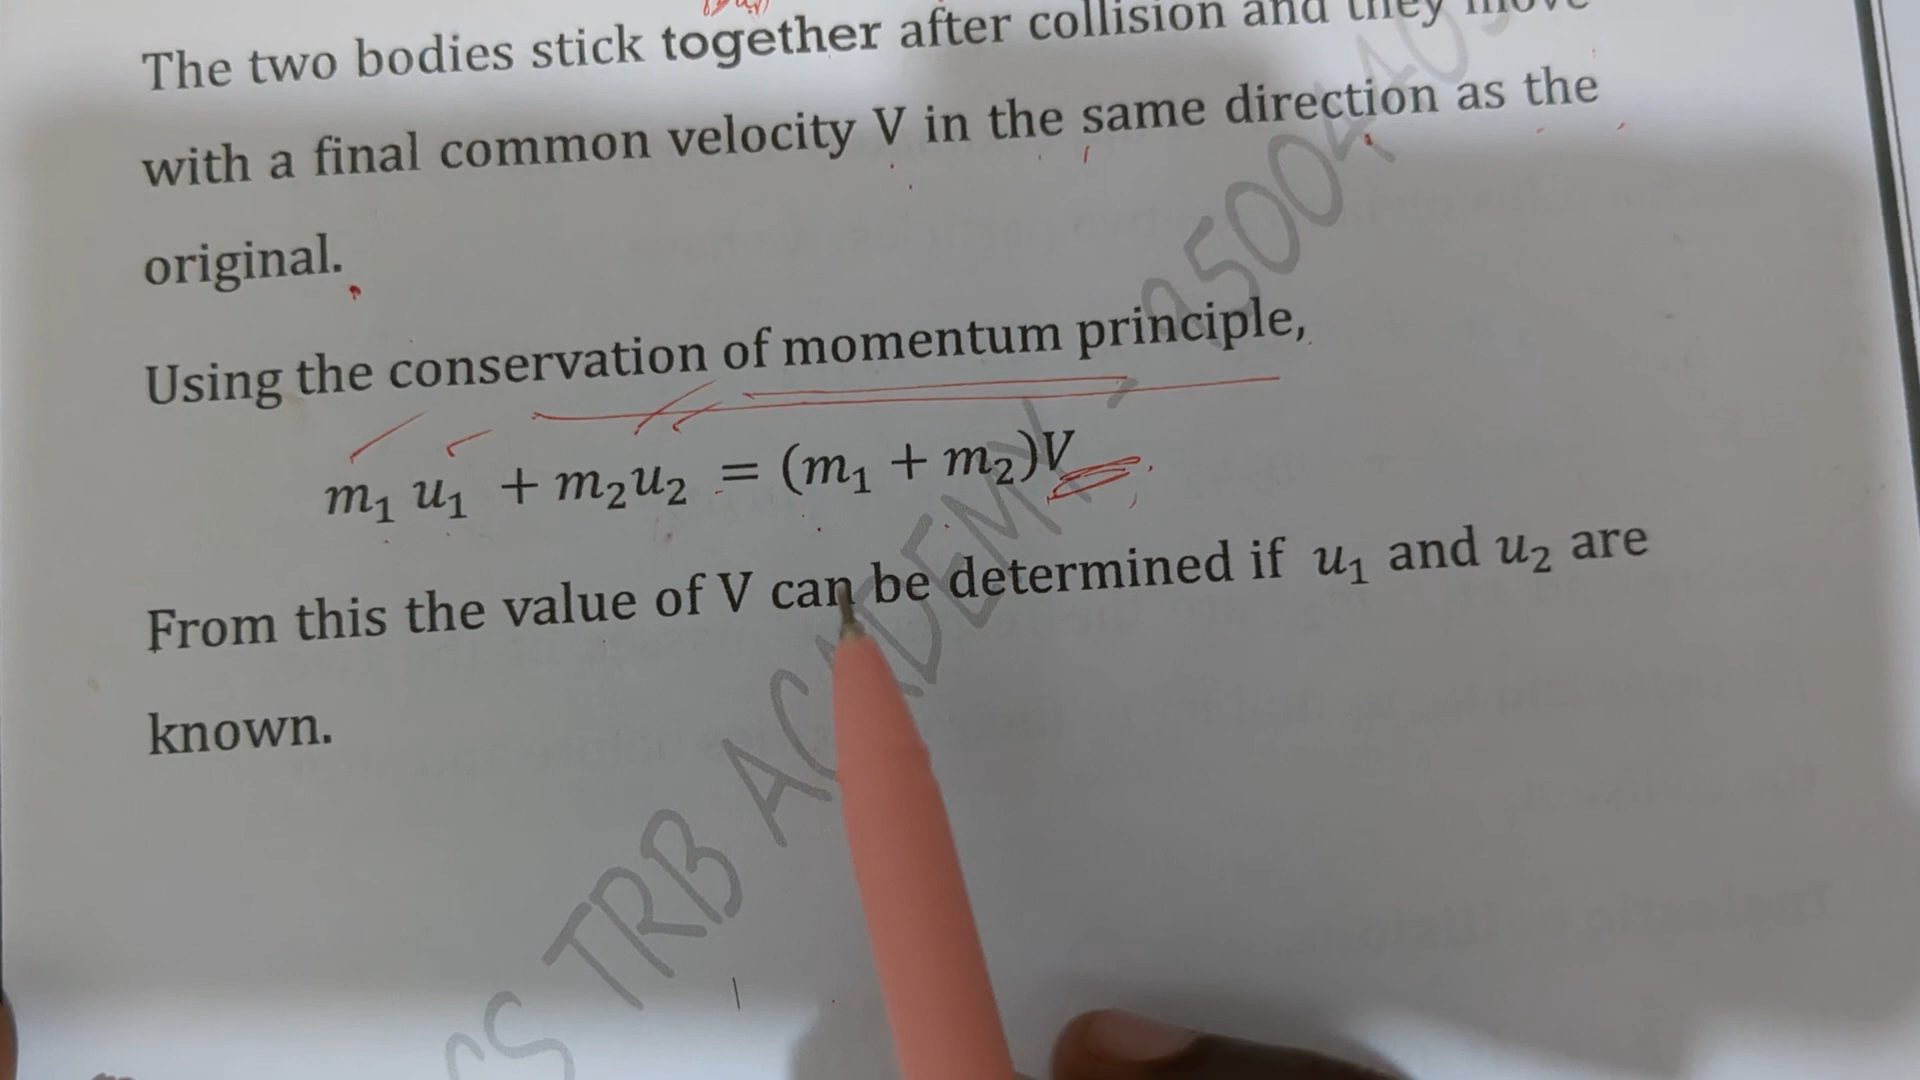 The two bodies stick together after collision and they move
with a final common velocity V in the same direction as the
original.
Using the conservation of momentum principle,
m₁ u₁ + m₂u₂ = (m₁ + m₂)V
From this the value of V can be determined if u₁ and u₂ are
known.
CS TRB ACADEMY - 95004